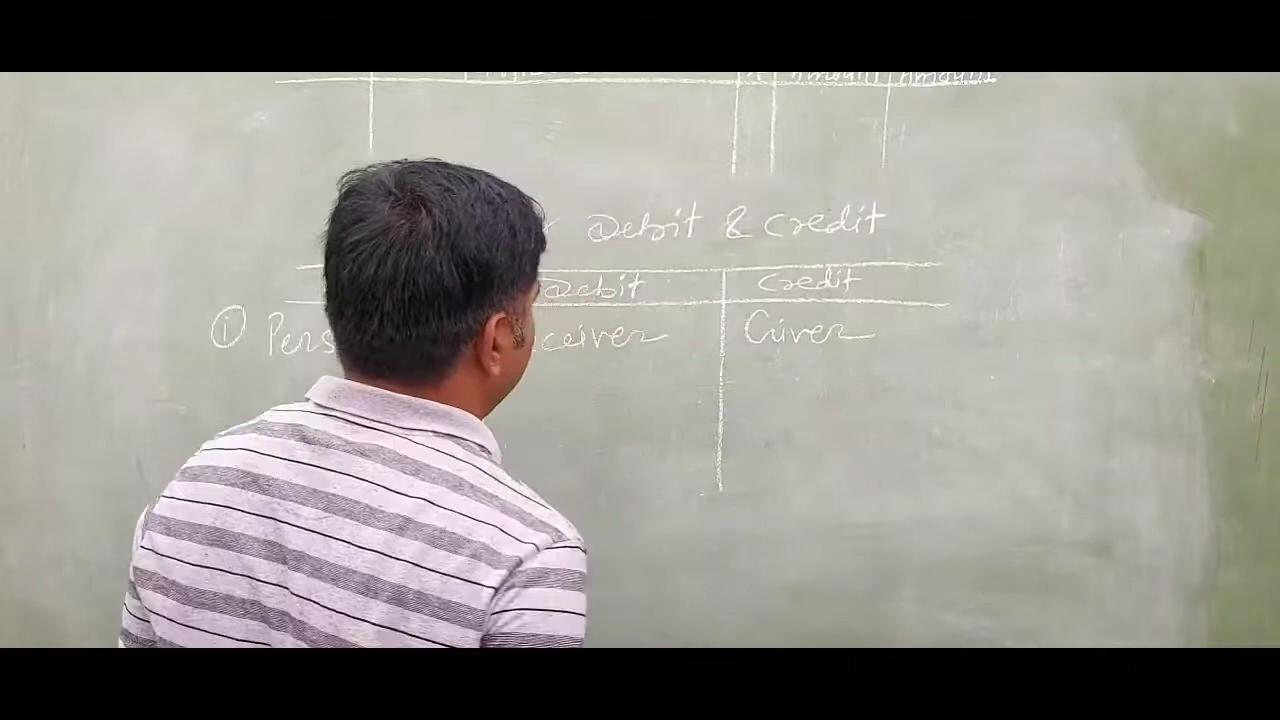 Amount Amount
Debit & Credit
Debit Credit
① Pers ceiver Giver